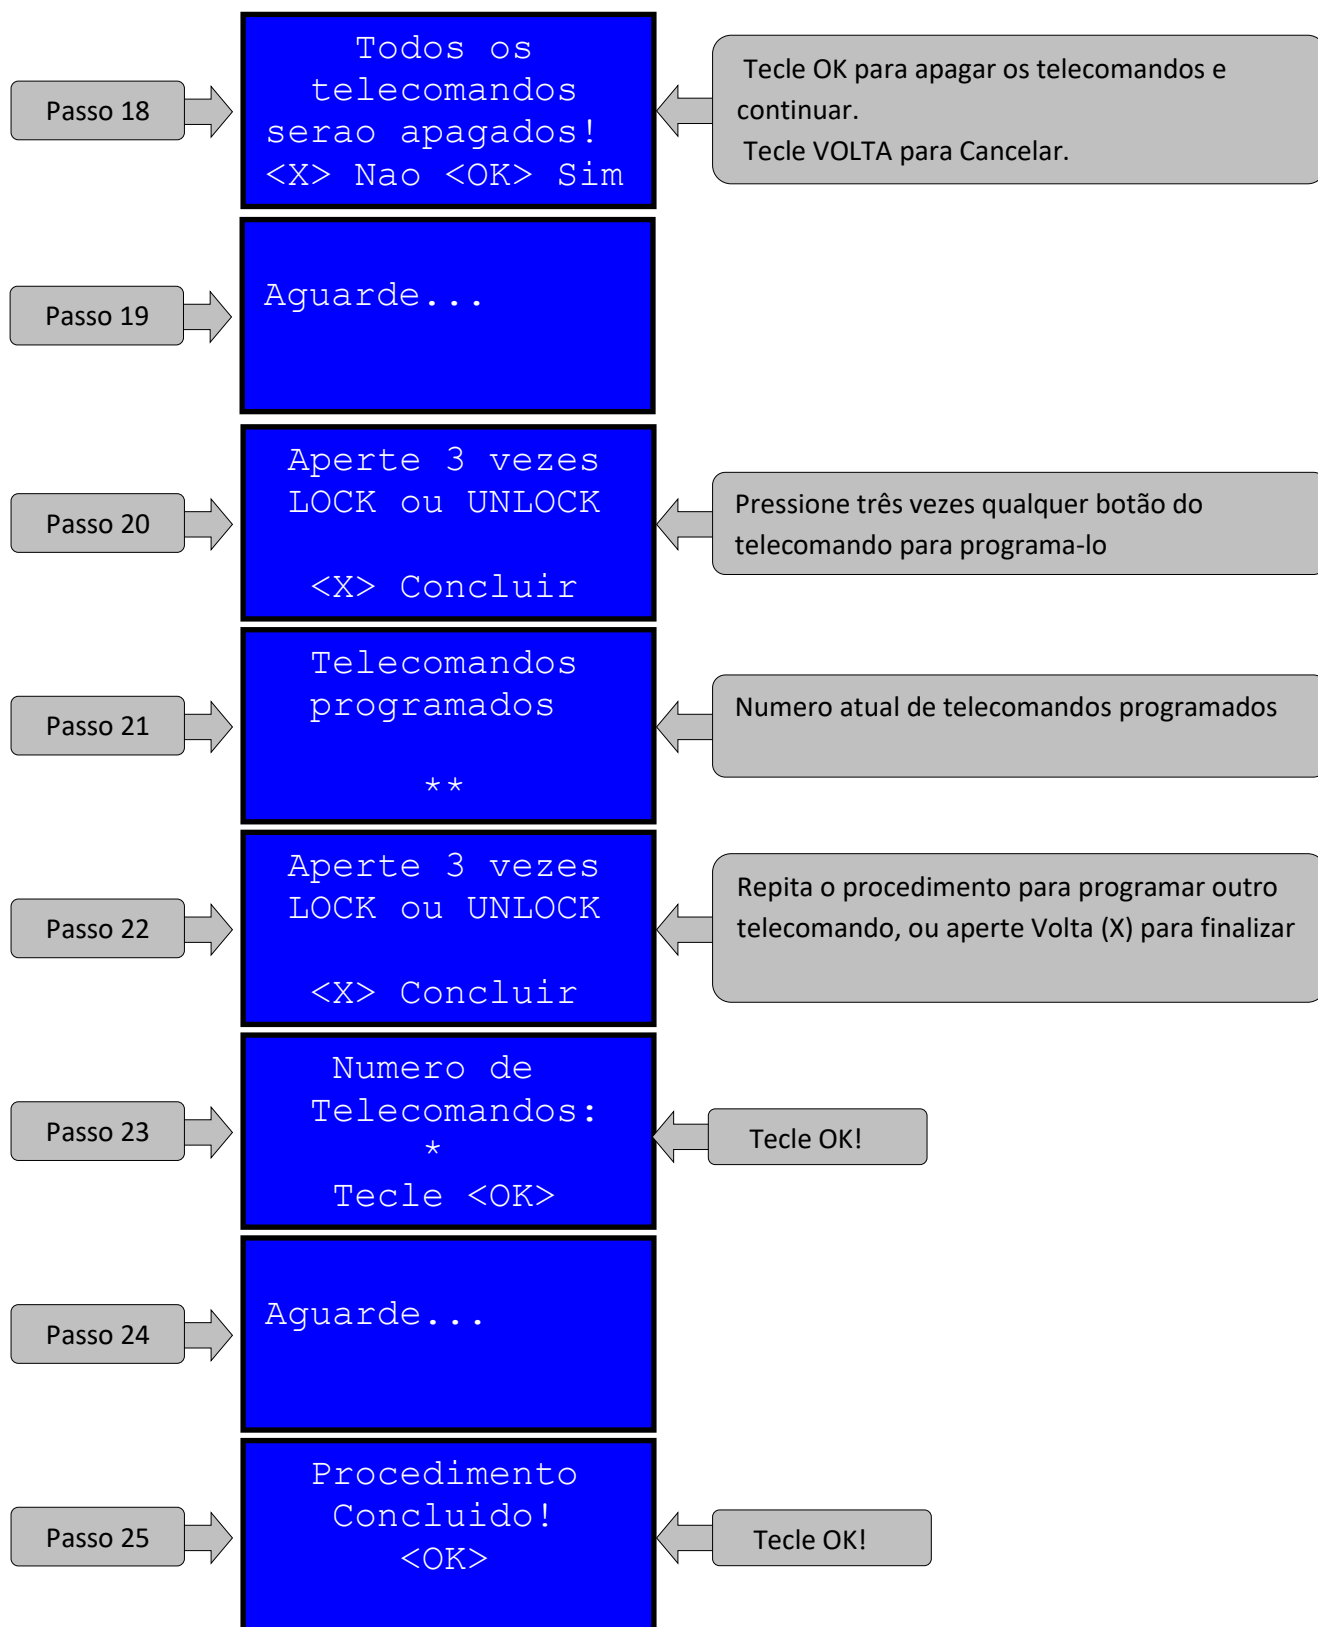 Passo 18
Todos os
telecomandos
serao apagados!
<X> Nao <OK> Sim
Tecle OK para apagar os telecomandos e
continuar.
Tecle VOLTA para Cancelar.
Passo 19
Aguarde...
Passo 20
Aperte 3 vezes
LOCK ou UNLOCK
<X> Concluir
Pressione três vezes qualquer botão do
telecomando para programa-lo
Passo 21
Telecomandos
programados
**
Numero atual de telecomandos programados
Passo 22
Aperte 3 vezes
LOCK ou UNLOCK
<X> Concluir
Repita o procedimento para programar outro
telecomando, ou aperte Volta (X) para finalizar
Passo 23
Numero de
Telecomandos:
*
Tecle <OK>
Tecle OK!
Passo 24
Aguarde...
Passo 25
Procedimento
Concluido!
<OK>
Tecle OK!